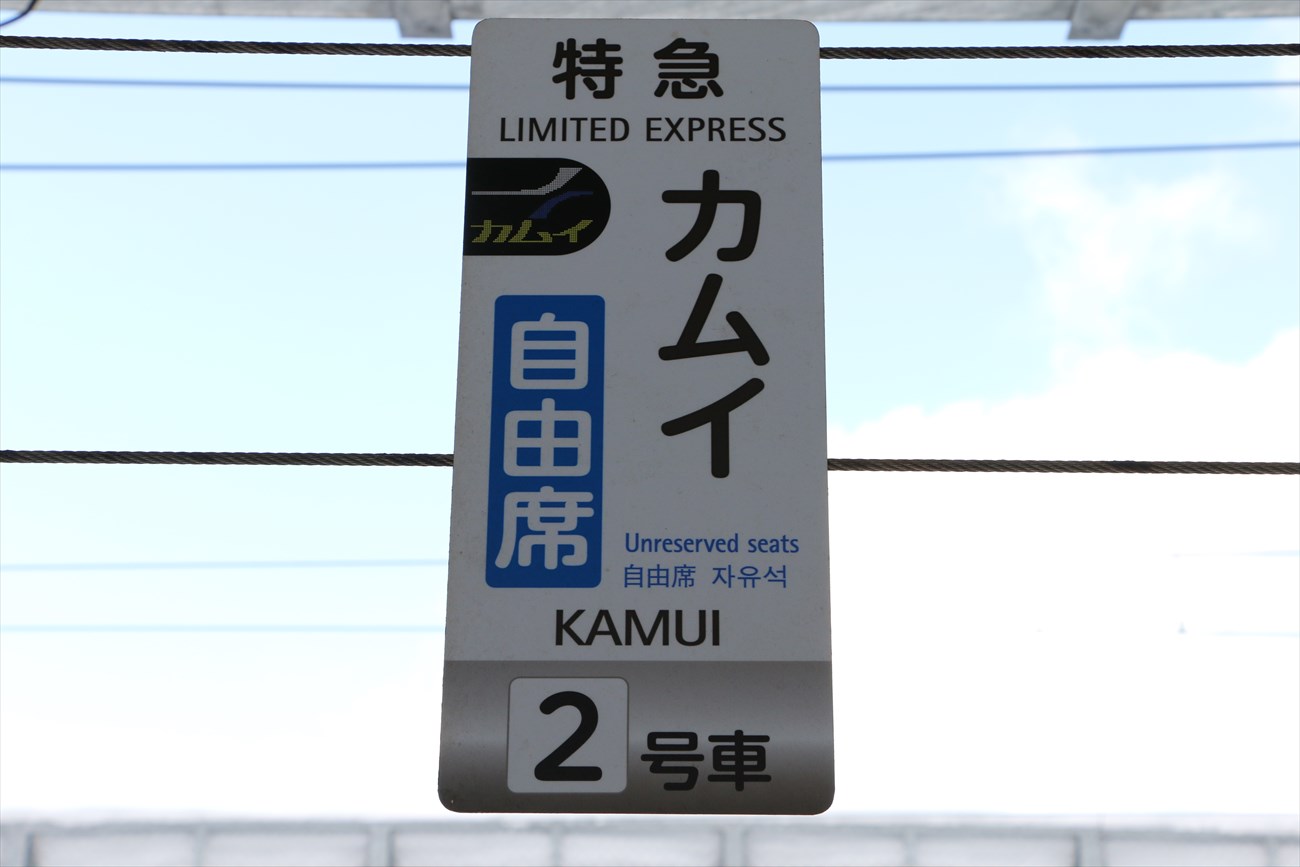 特急
LIMITED EXPRESS
カムイ
カムイ
自由席
Unreserved seats
自由席 자유석
KAMUI
2号車